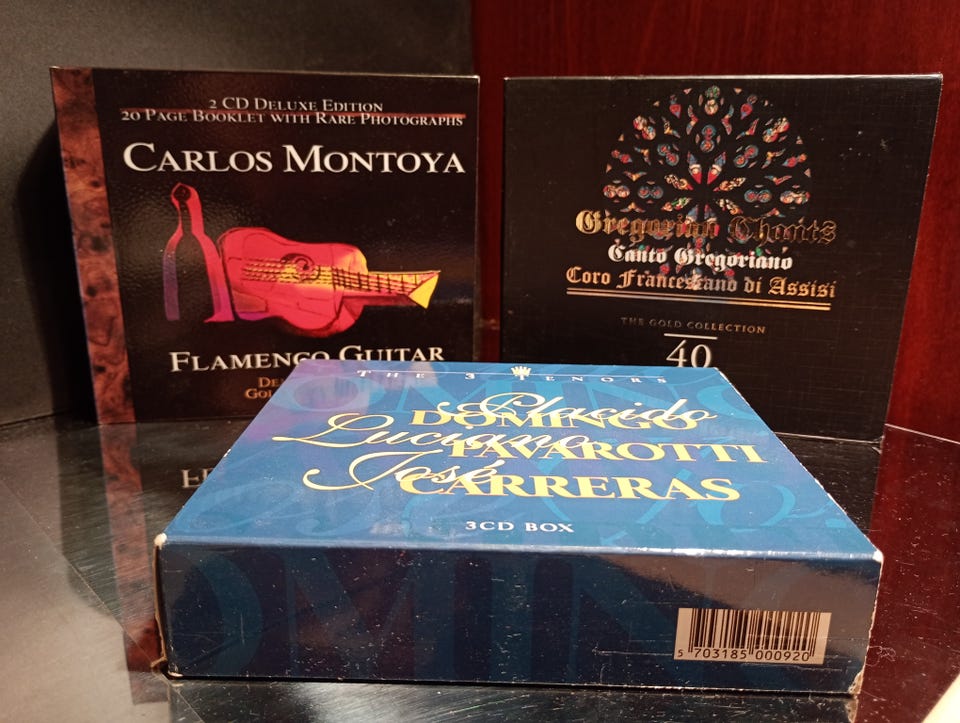 2 CD DELUXE EDITION
20 PAGE BOOKLET WITH RARE PHOTOGRAPHS
CARLOS MONTOYA
FLAMENCO GUITAR
Gregorian Chants
Canto Gregoriano
Coro Francescano di Assisi
THE GOLD COLLECTION
40
THE 3 TENORS
Placido
DOMINGO
Luciano
PAVAROTTI
José
CARRERAS
3CD BOX
5 703185 000920